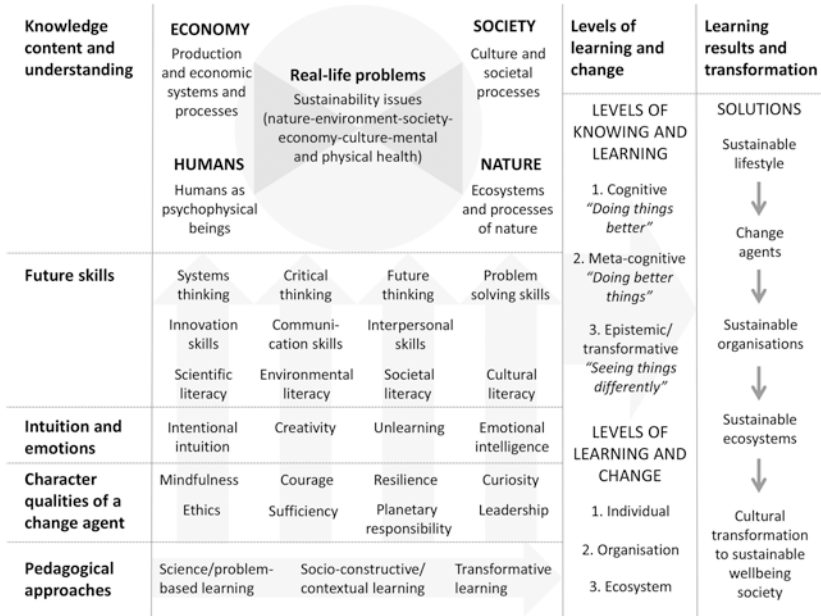 Knowledge
content and
understanding
ECONOMY
Production
and economic
systems and
processes
Real-life problems
Sustainability issues
(nature-environment-society-
economy-culture-mental
and physical health)
SOCIETY
Culture and
societal
processes
HUMANS
Humans as
psychophysical
beings
NATURE
Ecosystems
and processes
of nature
Future skills
Systems
thinking
Critical
thinking
Future
thinking
Problem
solving skills
Innovation
skills
Communi-
cation skills
Interpersonal
skills
Scientific
literacy
Environmental
literacy
Societal
literacy
Cultural
literacy
Intuition and
emotions
Intentional
intuition
Creativity
Unlearning
Emotional
intelligence
Character
qualities of a
change agent
Mindfulness
Courage
Resilience
Curiosity
Ethics
Sufficiency
Planetary
responsibility
Leadership
Pedagogical
approaches
Science/problem-
based learning
Socio-constructive/
contextual learning
Transformative
learning
Levels of
learning and
change
LEVELS OF
KNOWING AND
LEARNING
1. Cognitive
“Doing things
better”
2. Meta-cognitive
“Doing better
things”
3. Epistemic/
transformative
“Seeing things
differently”
LEVELS OF
LEARNING AND
CHANGE
1. Individual
2. Organisation
3. Ecosystem
Learning
results and
transformation
SOLUTIONS
Sustainable
lifestyle
Change
agents
Sustainable
organisations
Sustainable
ecosystems
Cultural
transformation
to sustainable
wellbeing
society